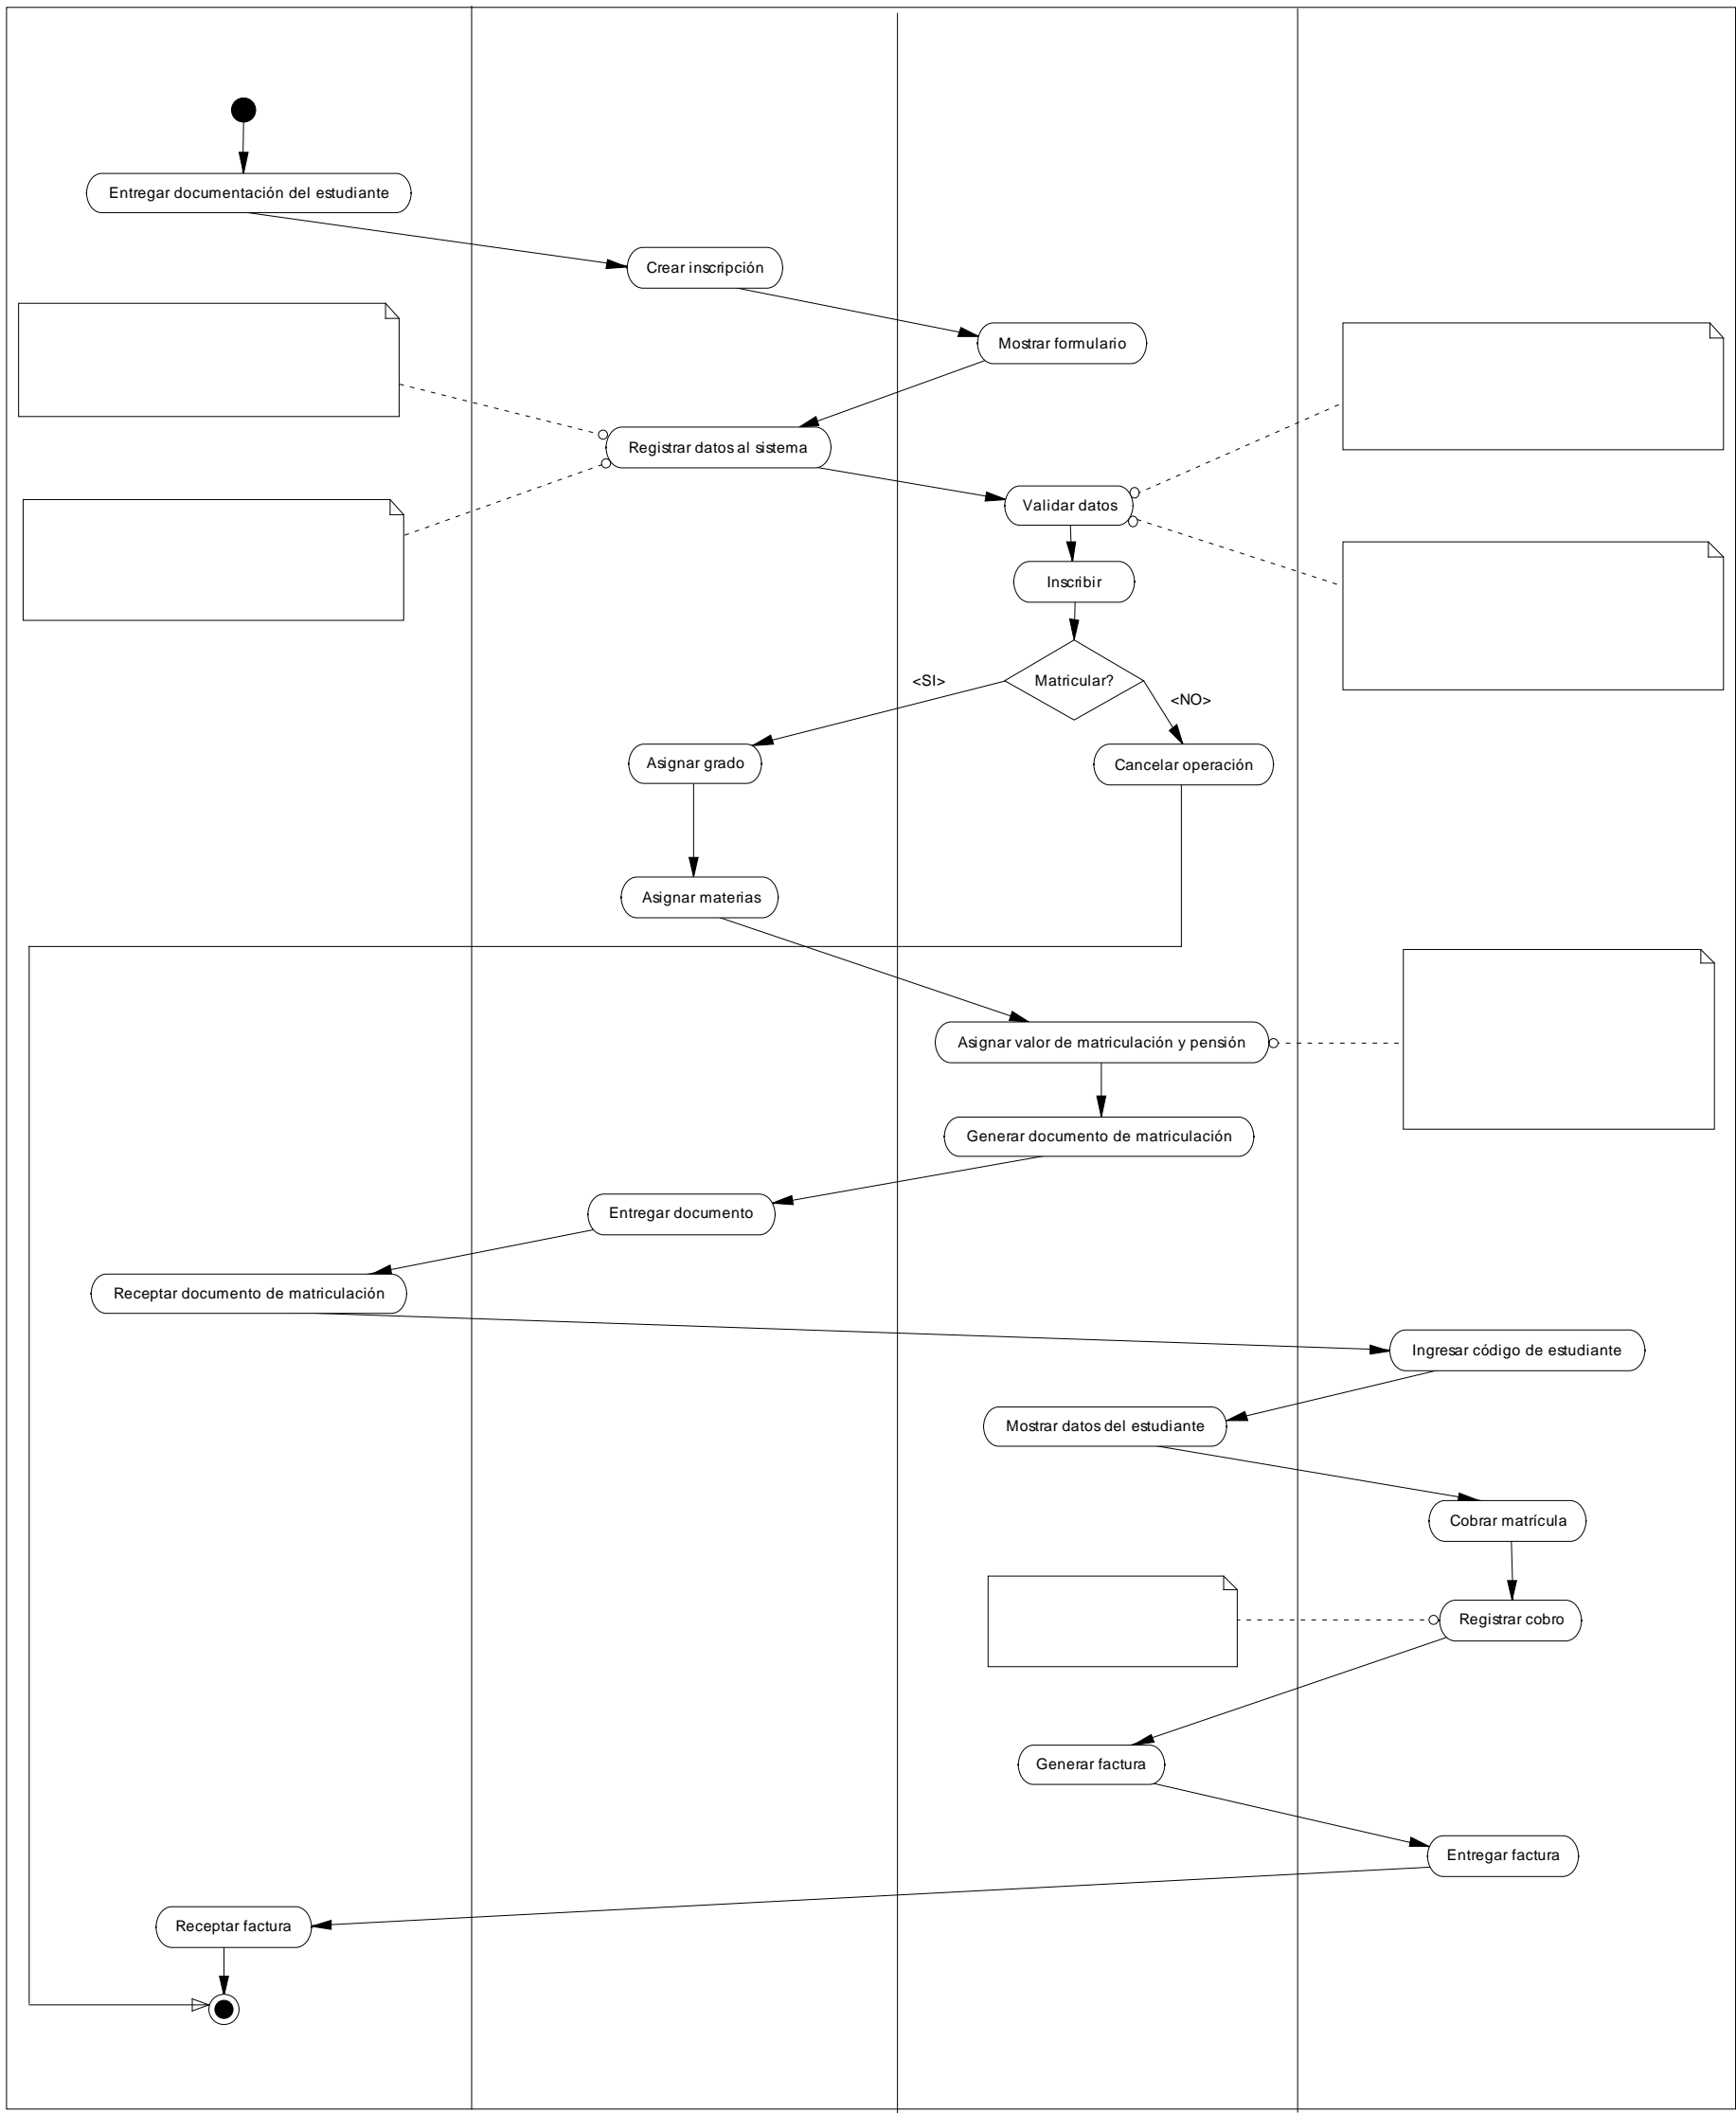 Entregar documentación del estudiante
Crear inscripción
Mostrar formulario
Registrar datos al sistema
Validar datos
Inscribir
Matricular?
<SI>
<NO>
Asignar grado
Cancelar operación
Asignar materias
Asignar valor de matriculación y pensión
Generar documento de matriculación
Entregar documento
Receptar documento de matriculación
Ingresar código de estudiante
Mostrar datos del estudiante
Cobrar matrícula
Registrar cobro
Generar factura
Entregar factura
Receptar factura